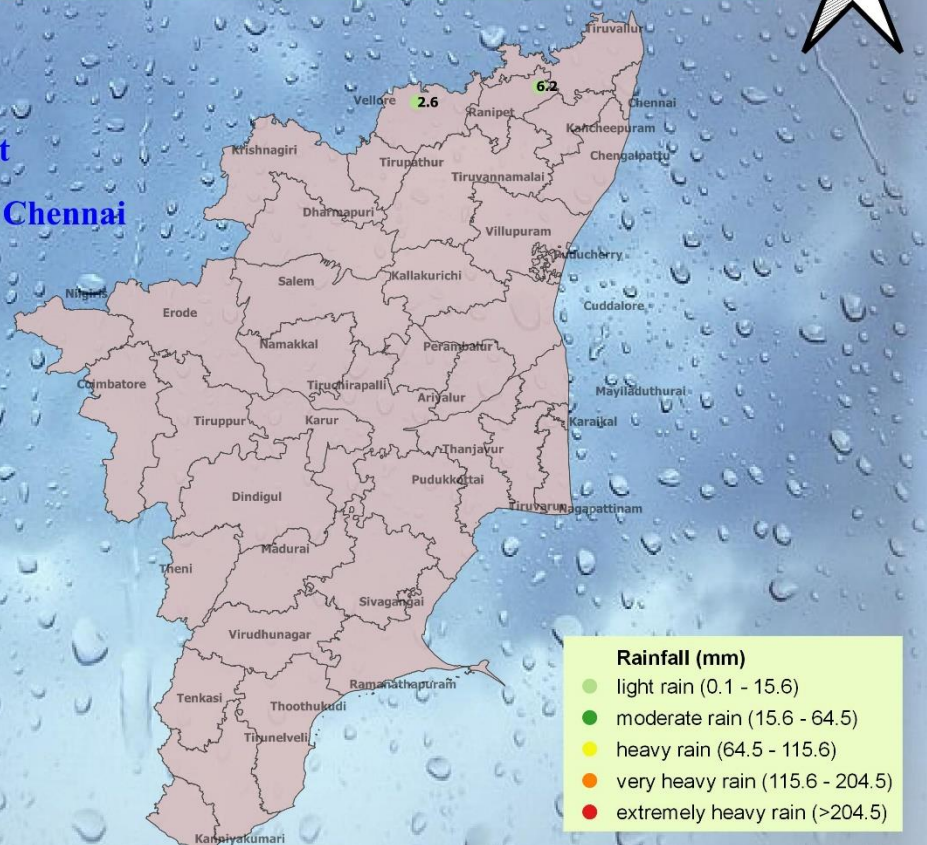 Tiruvallur
6.2
Vellore
2.6
Ranipet
Chennai
Kancheepuram
t
Krishnagiri
Tirupathur
Chengalpattu
Tiruvannamalai
Chennai
Dharmapuri
Villupuram
Puducherry
Salem
Kallakurichi
Nilgiris
Erode
Cuddalore
Namakkal
Perambalur
Coimbatore
Tiruchirapalli
Ariyalur
Mayiladuthurai
Tiruppur
Karur
Karaikal
Thanjavur
Pudukkottai
Dindigul
Tiruvarur
Nagapattinam
Madurai
Theni
Sivagangai
Virudhunagar
Ramanathapuram
Tenkasi
Thoothukudi
Tirunelveli
Kanniyakumari
Rainfall (mm)
light rain (0.1 - 15.6)
moderate rain (15.6 - 64.5)
heavy rain (64.5 - 115.6)
very heavy rain (115.6 - 204.5)
extremely heavy rain (>204.5)